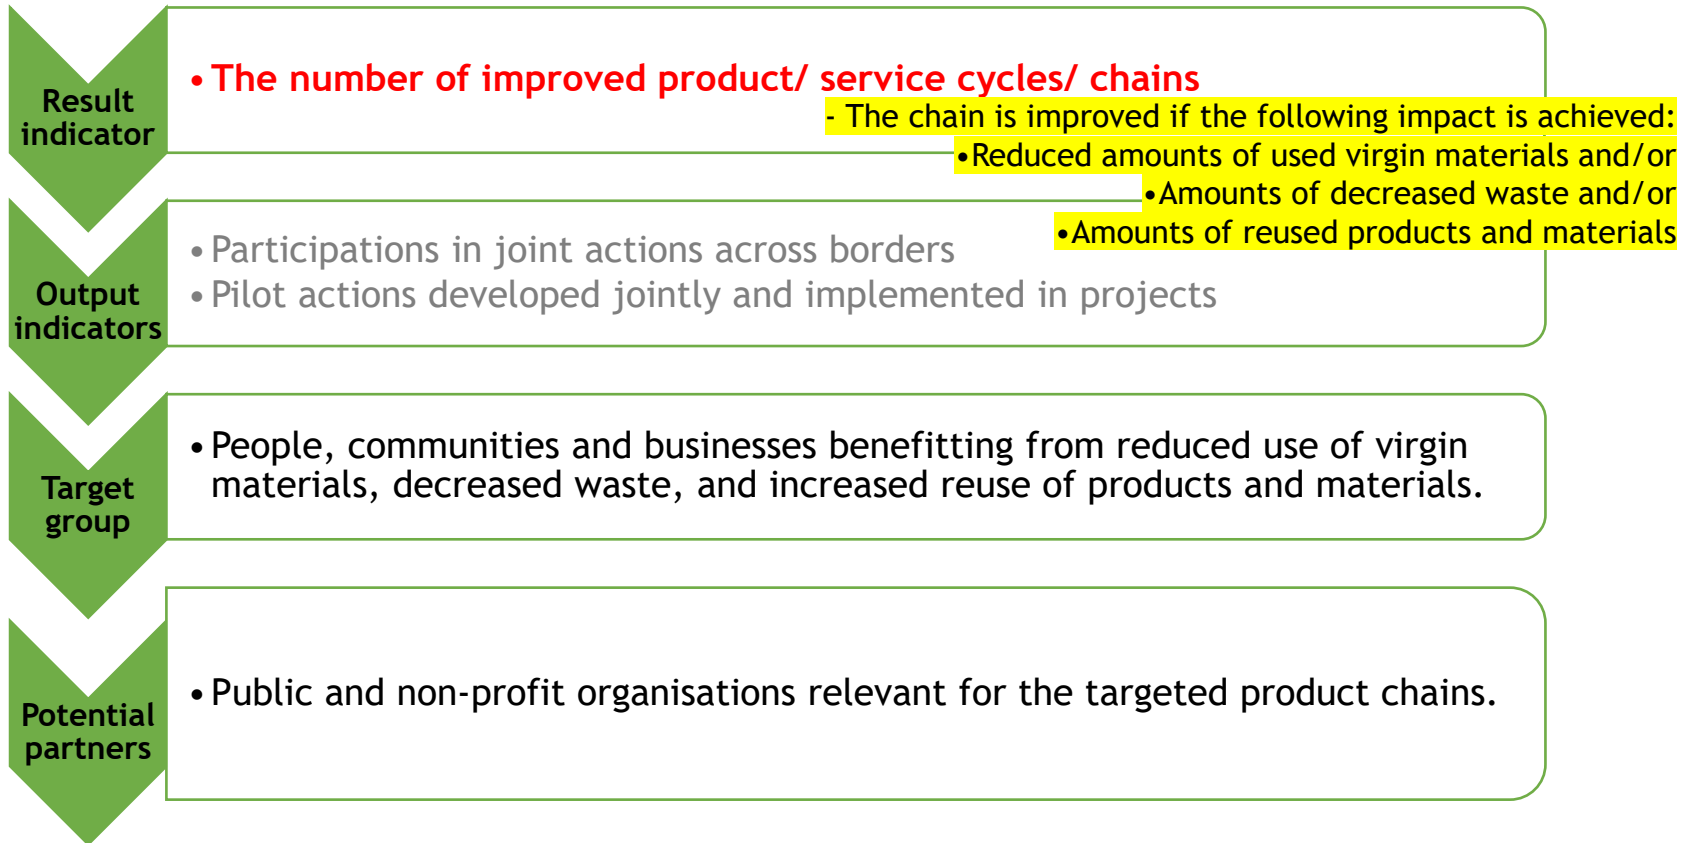 Result
indicator
• The number of improved product/ service cycles/ chains
- The chain is improved if the following impact is achieved:
•Reduced amounts of used virgin materials and/or
•Amounts of decreased waste and/or
•Amounts of reused products and materials
Output
indicators
• Participations in joint actions across borders
• Pilot actions developed jointly and implemented in projects
Target
group
• People, communities and businesses benefitting from reduced use of virgin
materials, decreased waste, and increased reuse of products and materials.
Potential
partners
• Public and non-profit organisations relevant for the targeted product chains.